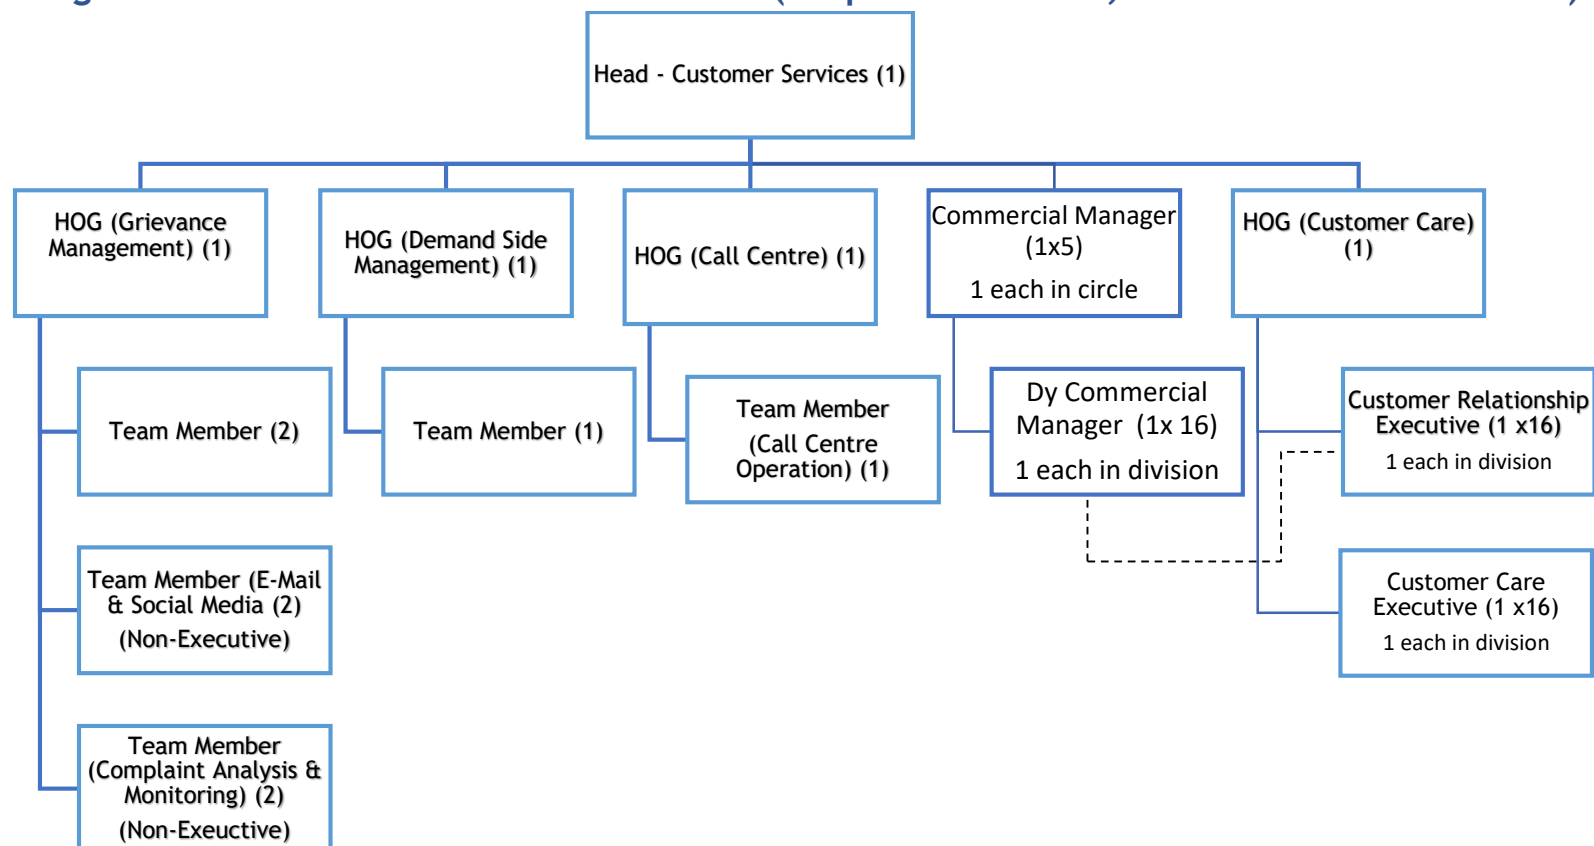 Head - Customer Services (1)
HOG (Grievance
Management) (1)
HOG (Demand Side
Management) (1)
HOG (Call Centre) (1)
Commercial Manager
(1x5)
1 each in circle
HOG (Customer Care)
(1)
Team Member (2)
Team Member (1)
Team Member
(Call Centre
Operation) (1)
Dy Commercial
Manager (1x 16)
1 each in division
Customer Relationship
Executive (1 x16)
1 each in division
Team Member (E-Mail
& Social Media (2)
(Non-Executive)
Customer Care
Executive (1 x16)
1 each in division
Team Member
(Complaint Analysis &
Monitoring) (2)
(Non-Exeuctive)